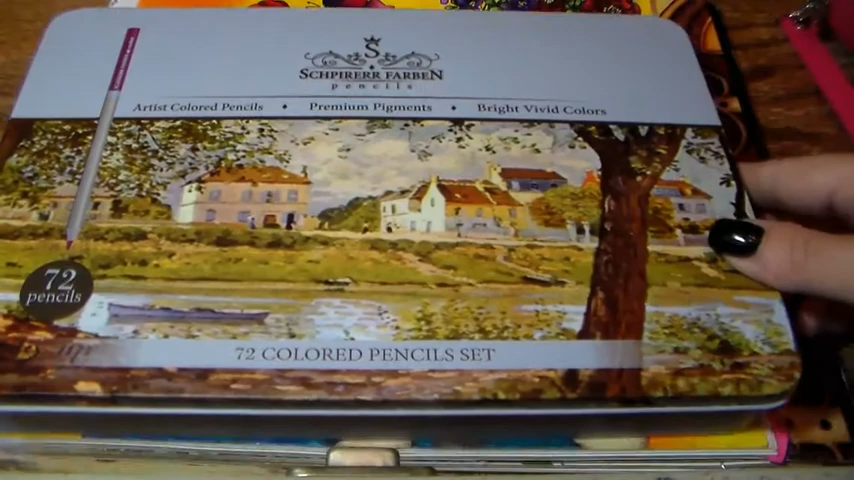 S
SCHPIRERR FARBEN
pencils
Artist Colored Pencils • Premium Pigments • Bright Vivid Colors
72
pencils
72 COLORED PENCILS SET